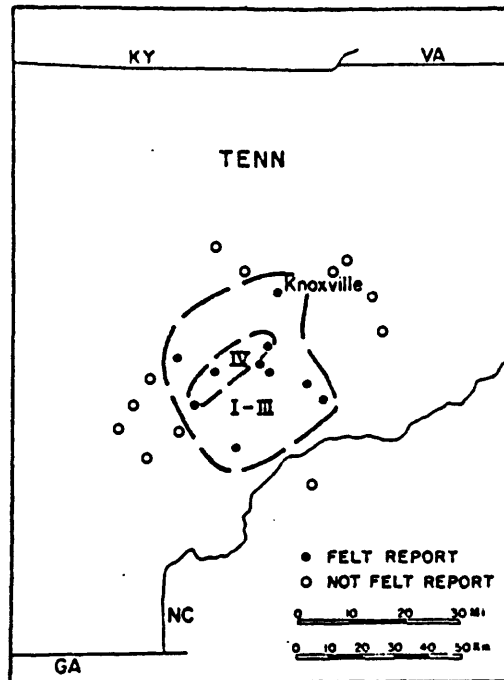 KY VA
TENN
Knoxville
IV
I-III
● FELT REPORT
○ NOT FELT REPORT
0 10 20 30 Mi
NC
0 10 20 30 40 50 Km
GA